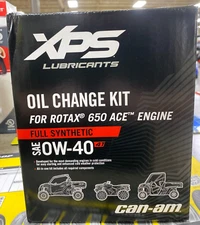 XPS
LUBRICANTS
OIL CHANGE KIT
FOR ROTAX® 650 ACE™ ENGINE
FULL SYNTHETIC
SAE 0W-40
can-am